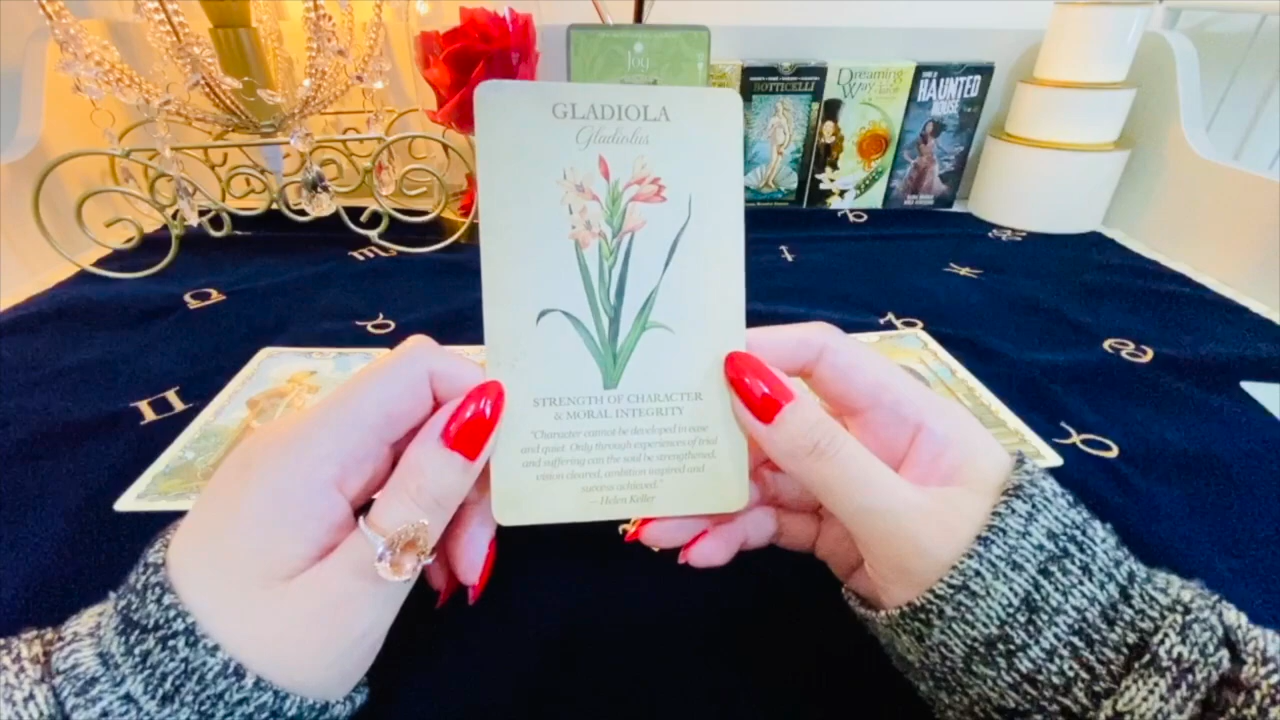 Joy
BOTTICELLI
Dreaming
Way
HAUNTED
HOUSE
GLADIOLA
Gladiolus
STRENGTH OF CHARACTER
& MORAL INTEGRITY
"Character cannot be developed in ease
and quiet. Only through experiences of trial
and suffering can the soul be strengthened,
vision cleared, ambition inspired and
success achieved."
— Helen Keller